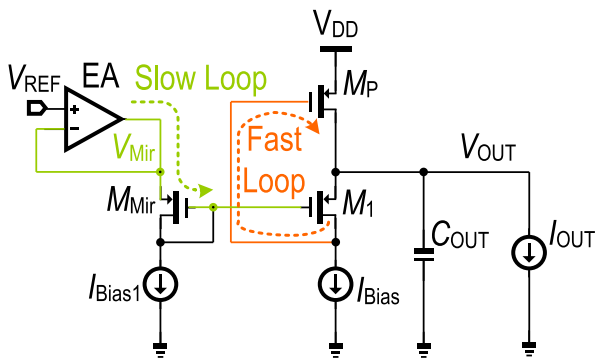 V_DD
EA
Slow Loop
M_P
V_REF
+
-
Fast
Loop
V_Mir
V_OUT
M_Mir
M_1
C_OUT
I_OUT
I_Bias1
I_Bias